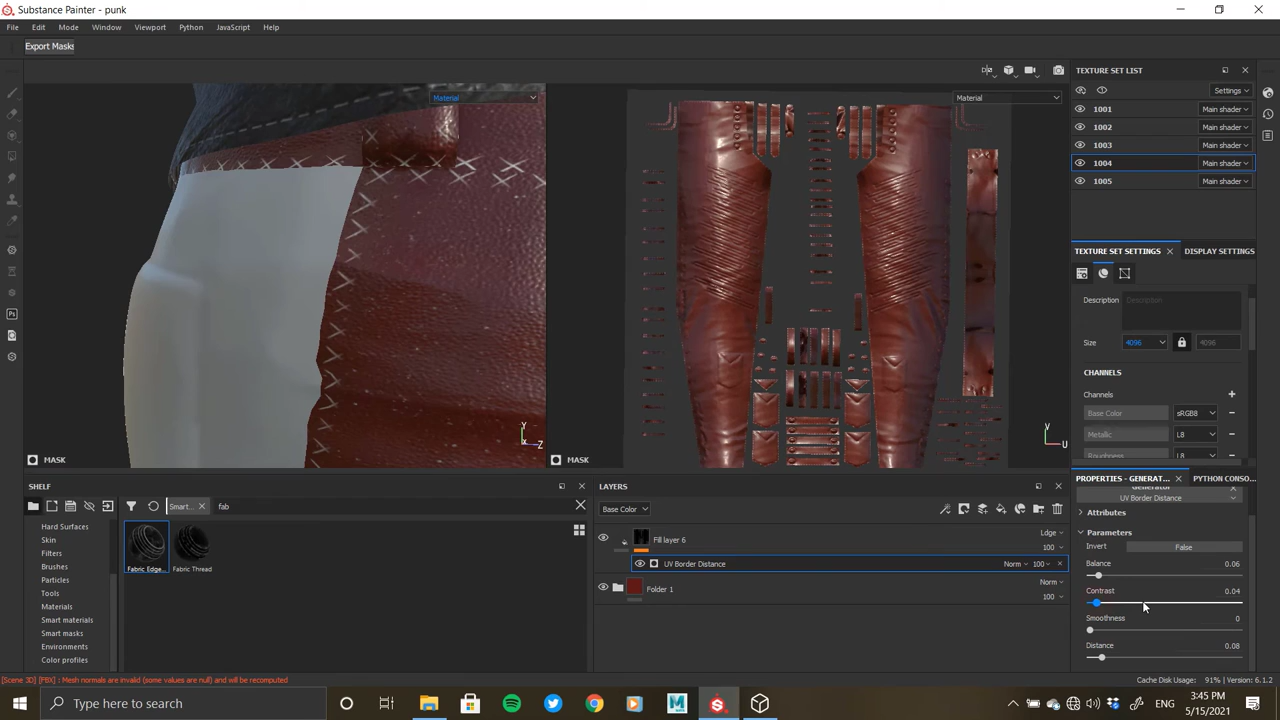 Substance Painter - punk
File Edit Mode Window Viewport Python JavaScript Help
Export Masks
Material
Material
TEXTURE SET LIST
Settings
1001 Main shader
1002 Main shader
1003 Main shader
1004 Main shader
1005 Main shader
TEXTURE SET SETTINGS DISPLAY SETTINGS
Description Description
Size 4096 4096
CHANNELS
Channels
Base Color sRGB8
Metallic L8
Roughness L8
Y
X
Z
V
U
MASK
MASK
SHELF
Smart...
fab
Hard Surfaces
Skin
Filters
Brushes
Particles
Tools
Materials
Smart materials
Smart masks
Environments
Color profiles
Fabric Edge...
Fabric Thread
LAYERS
Base Color
Fill layer 6
Ldge
100
UV Border Distance Norm 100
Folder 1
Norm
100
PROPERTIES - GENERAT... PYTHON CONSO...
Generator
UV Border Distance
Attributes
Parameters
Invert False
Balance 0.06
Contrast 0.04
Smoothness 0
Distance 0.08
[Scene 3D] [FBX] : Mesh normals are invalid (some values are null) and will be recomputed
Cache Disk Usage: 91% | Version: 6.1.2
Ps
Type here to search
ENG
3:45 PM
5/15/2021